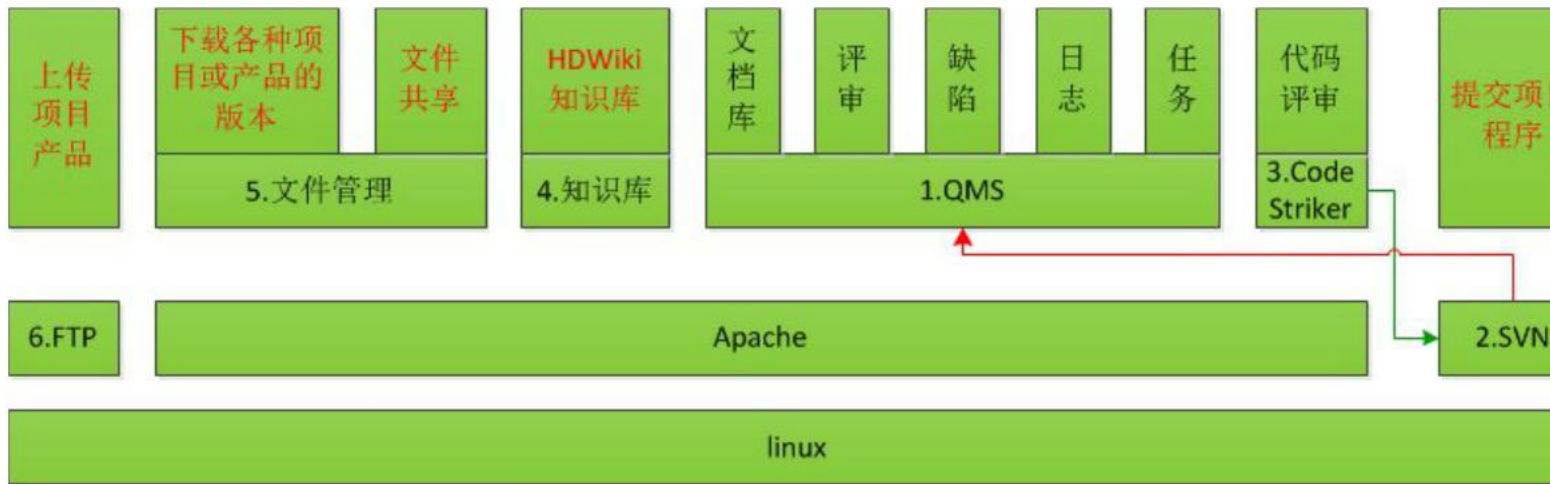 上传
项目
产品
下载各种项
目或产品的
版本
文件
共享
5.文件管理
HDWiki
知识库
4.知识库
文
档
库
评
审
缺
陷
日
志
任
务
1.QMS
代码
评审
3.Code
Striker
提交项
程序
6.FTP
Apache
2.SVN
linux